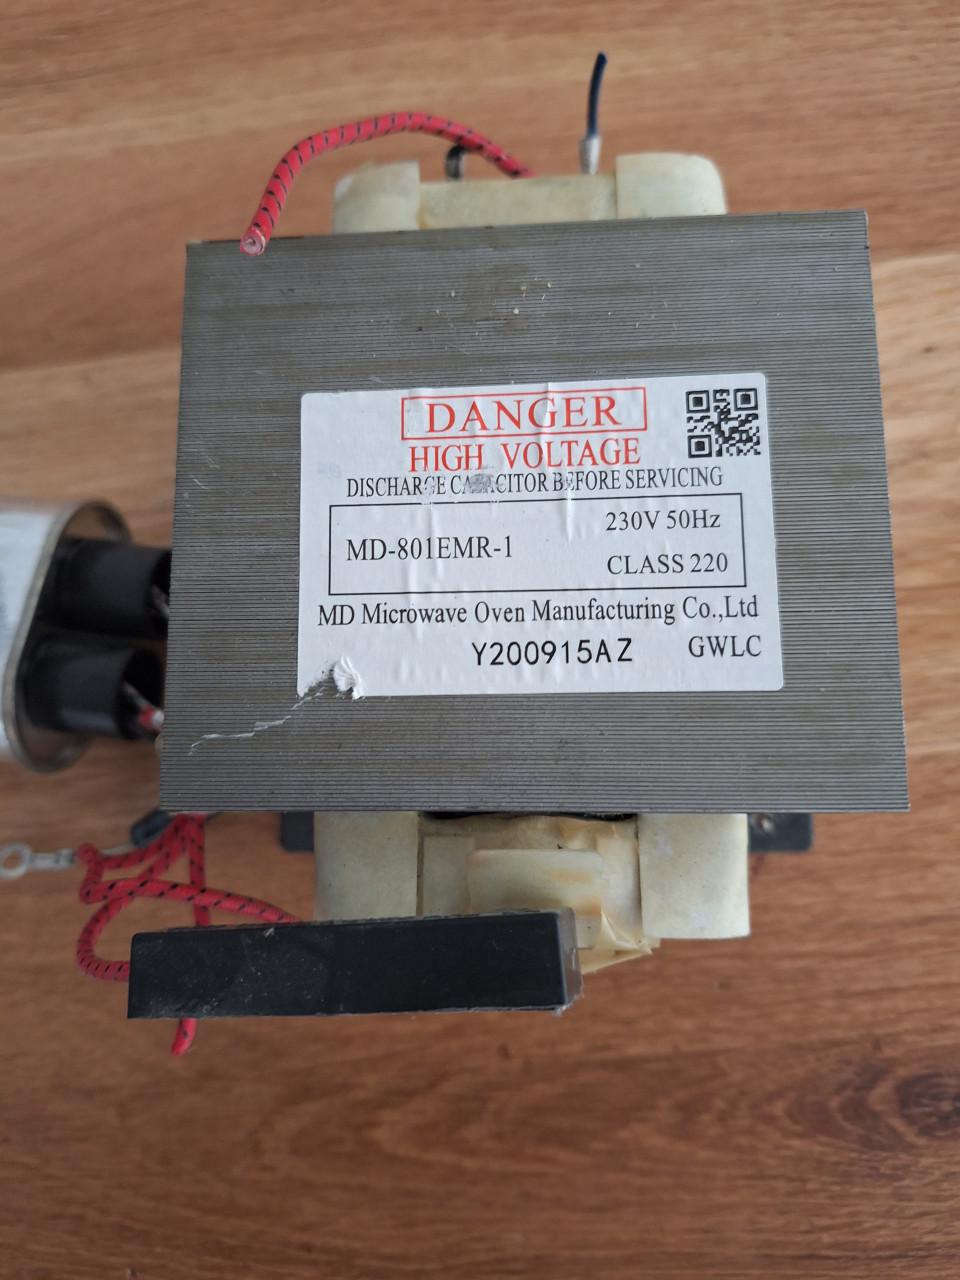 DANGER
HIGH VOLTAGE
DISCHARGE CAPACITOR BEFORE SERVICING
230V 50Hz
MD-801EMR-1
CLASS 220
MD Microwave Oven Manufacturing Co.,Ltd
Y200915AZ
GWLC